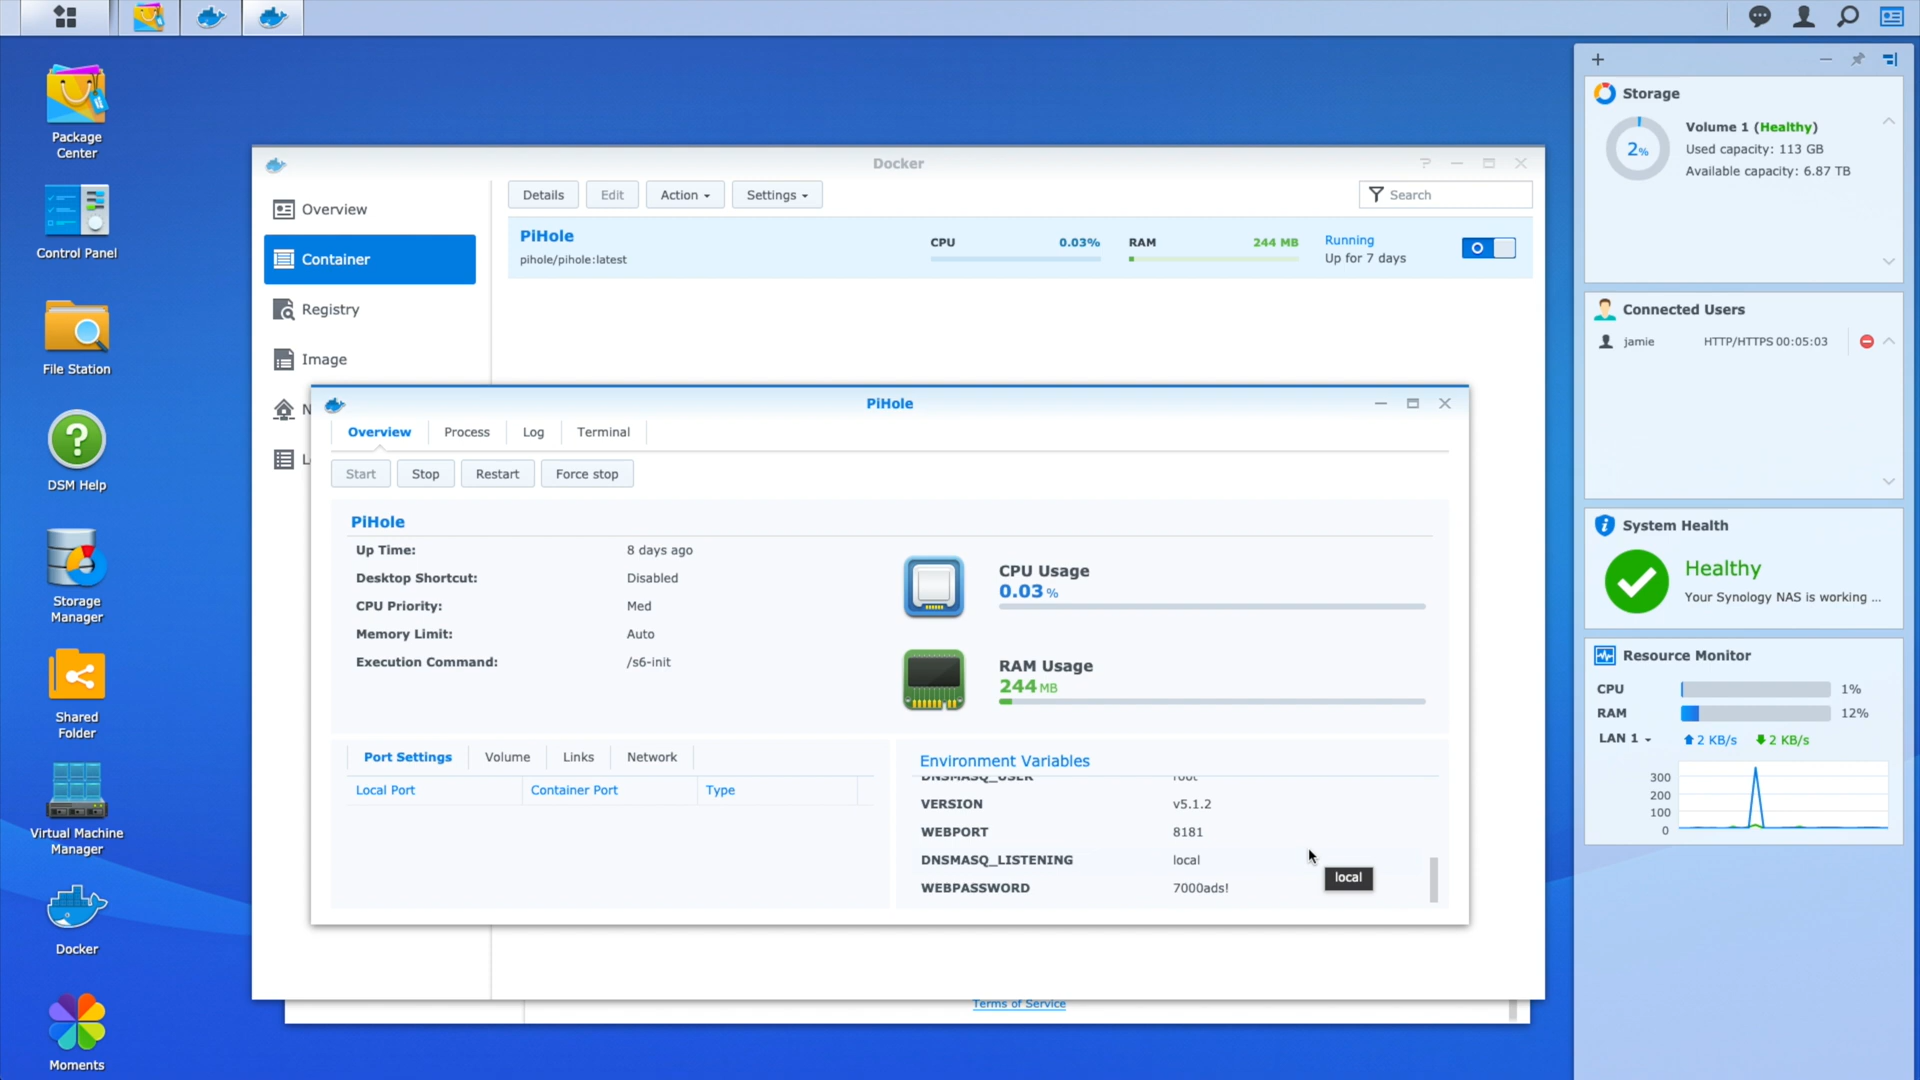 Package
Center
Control Panel
File Station
DSM Help
Storage
Manager
Shared
Folder
Virtual Machine
Manager
Docker
Moments
Docker
Overview
Container
Registry
Image
N
L
Details
Edit
Action
Settings
Search
PiHole
pihole/pihole:latest
CPU 0.03%
RAM 244 MB
Running
Up for 7 days
PiHole
Overview Process Log Terminal
Start Stop Restart Force stop
PiHole
Up Time: 8 days ago
Desktop Shortcut: Disabled
CPU Priority: Med
Memory Limit: Auto
Execution Command: /s6-init
CPU Usage
0.03 %
RAM Usage
244 MB
Port Settings Volume Links Network
Local Port Container Port Type
Environment Variables
DNSMASQ_USER root
VERSION v5.1.2
WEBPORT 8181
DNSMASQ_LISTENING local
WEBPASSWORD 7000ads!
local
Terms of Service
Storage
2%
Volume 1 (Healthy)
Used capacity: 113 GB
Available capacity: 6.87 TB
Connected Users
jamie HTTP/HTTPS 00:05:03
System Health
Healthy
Your Synology NAS is working ...
Resource Monitor
CPU 1%
RAM 12%
LAN 1 2 KB/s 2 KB/s
300
200
100
0